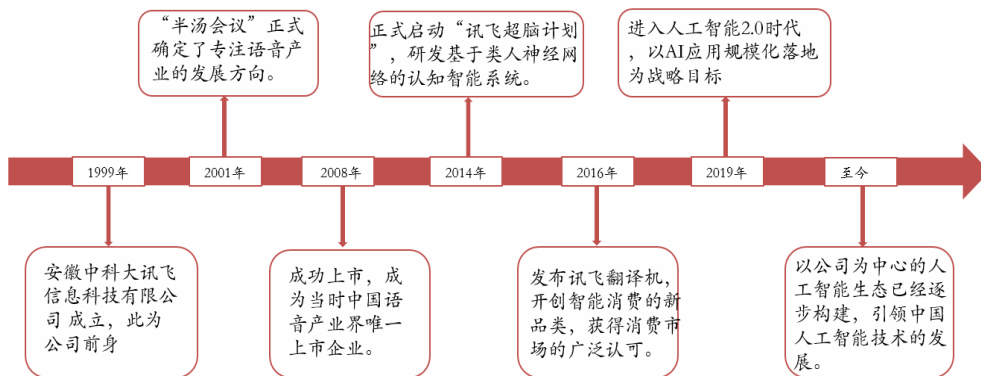 “半汤会议”正式
确定了专注语音产
业的发展方向。
正式启动“讯飞超脑计划
”，研发基于类人神经网
络的认知智能系统。
进入人工智能2.0时代
，以AI应用规模化落地
为战略目标
1999年
2001年
2008年
2014年
2016年
2019年
至今
安徽中科大讯飞
信息科技有限公
司 成立，此为
公司前身
成功上市，成
为当时中国语
音产业界唯一
上市企业。
发布讯飞翻译机，
开创智能消费的新
品类，获得消费市
场的广泛认可。
以公司为中心的人
工智能生态已经逐
步构建，引领中国
人工智能技术的发
展。